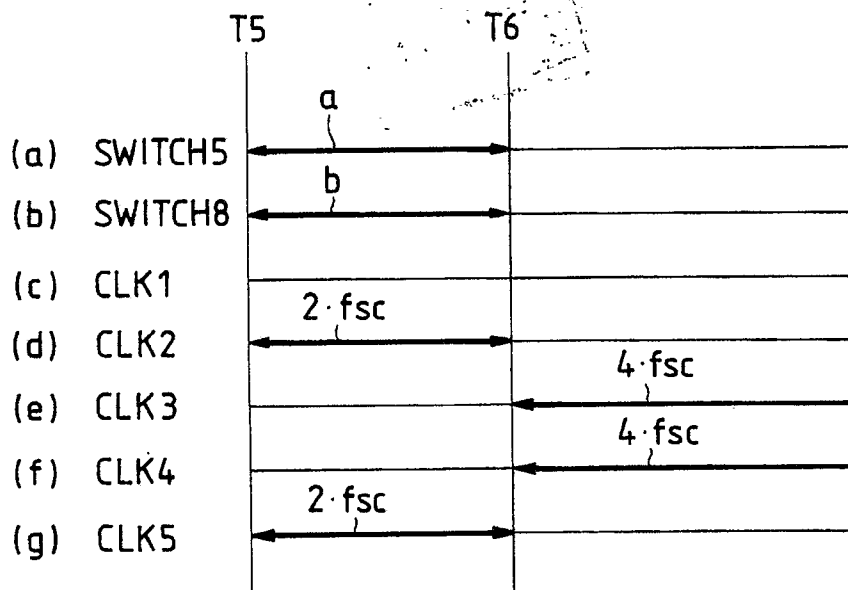 T5 T6
a
(a) SWITCH5
b
(b) SWITCH8
(c) CLK1
2·fsc
(d) CLK2
4·fsc
(e) CLK3
4·fsc
(f) CLK4
2·fsc
(g) CLK5